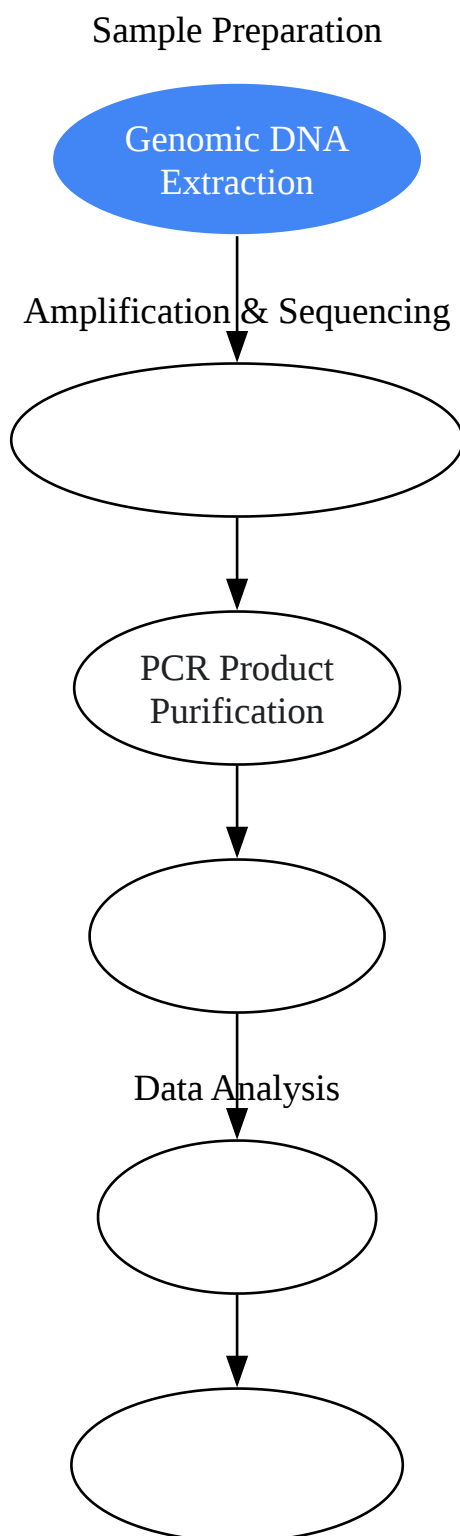 Sample Preparation
Genomic DNA
Extraction
Amplification & Sequencing
PCR Product
Purification
Data Analysis